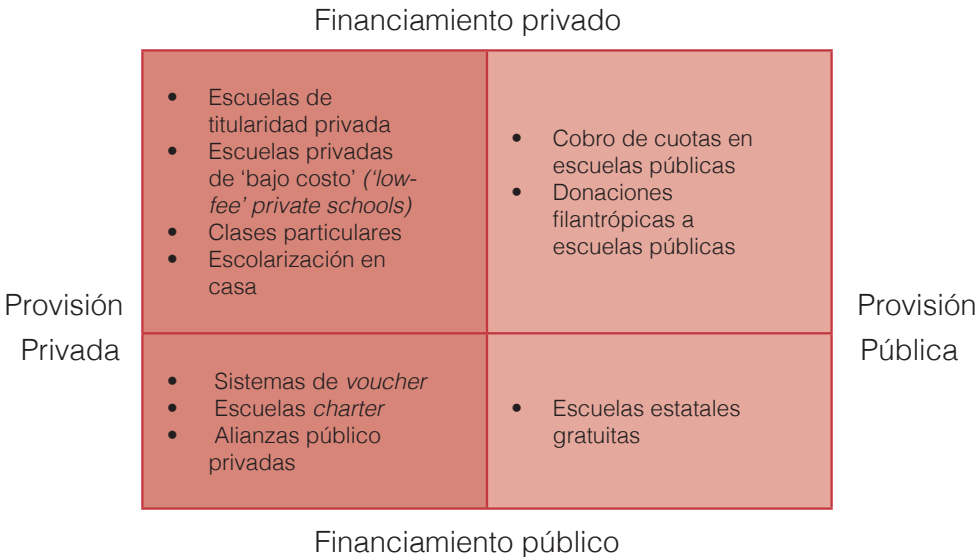 Financiamiento privado
• Escuelas de
titularidad privada
• Escuelas privadas
de ‘bajo costo’ (‘low-
fee’ private schools)
• Clases particulares
• Escolarización en
casa
• Cobro de cuotas en
escuelas públicas
• Donaciones
filantrópicas a
escuelas públicas
Provisión
Privada
Provisión
Pública
• Sistemas de voucher
• Escuelas charter
• Alianzas público
privadas
• Escuelas estatales
gratuitas
Financiamiento público